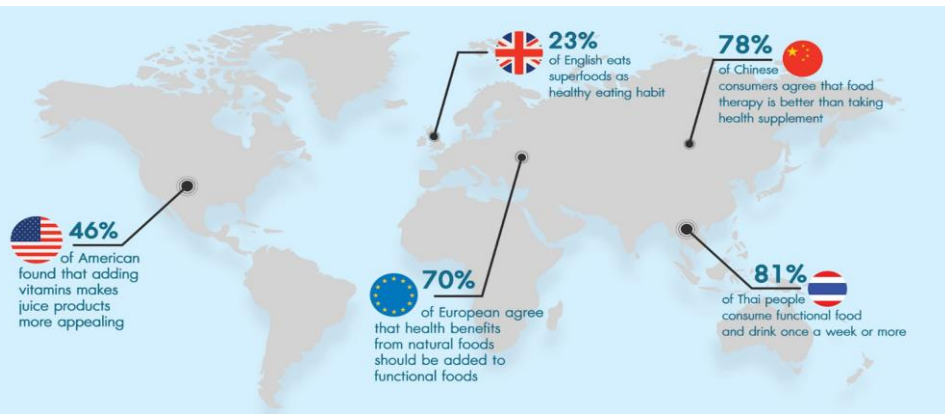 23%
of English eats
superfoods as
healthy eating habit
78%
of Chinese
consumers agree that food
therapy is better than taking
health supplement
46%
of American
found that adding
vitamins makes
juice products
more appealing
70%
of European agree
that health benefits
from natural foods
should be added to
functional foods
81%
of Thai people
consume functional food
and drink once a week or more